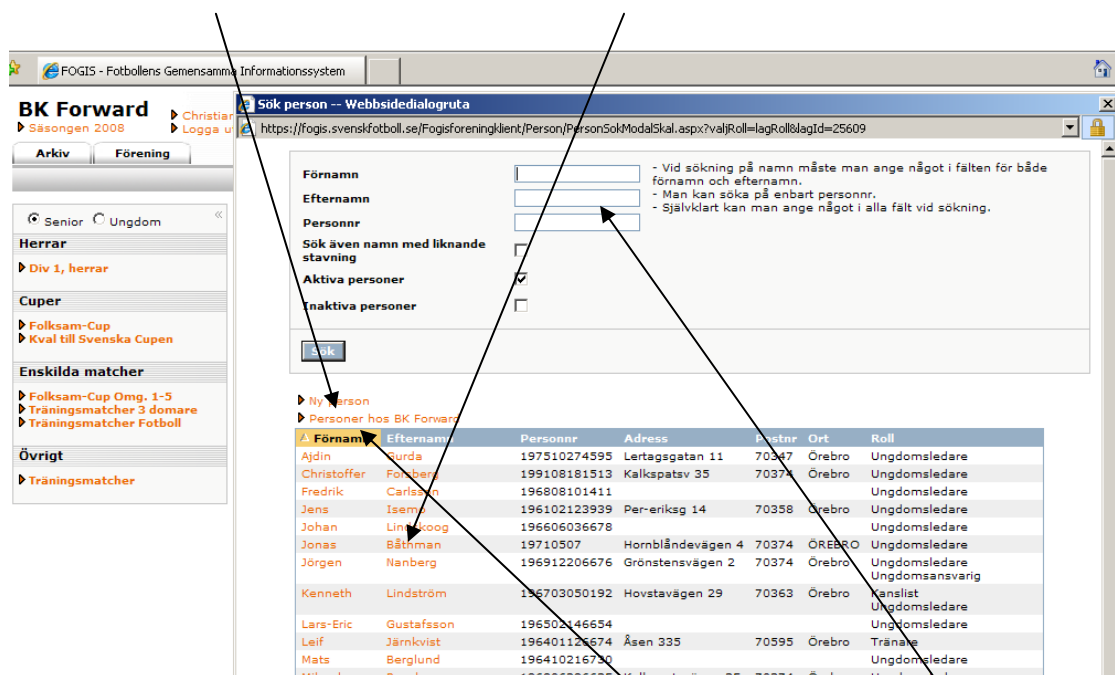 FOGIS - Fotbollens Gemensamma Informationssystem
BK Forward
Säsongen 2008
Christian
Logga u
Arkiv Förening
Senior Ungdom «
Herrar
Div 1, herrar
Cuper
Folksam-Cup
Kval till Svenska Cupen
Enskilda matcher
Folksam-Cup Omg. 1-5
Träningsmatcher 3 domare
Träningsmatcher Fotboll
Övrigt
Träningsmatcher
Sök person -- Webbsidedialogruta
https://fogis.svenskfotboll.se/Fogisforeningklient/Person/PersonSokModalSkal.aspx?valjRoll=lagRoll&lagId=25609
Förnamn
Efternamn
Personnr
Sök även namn med liknande
stavning
Aktiva personer
Inaktiva personer
- Vid sökning på namn måste man ange något i fälten för både
förnamn och efternamn.
- Man kan söka på enbart personnr.
- Självklart kan man ange något i alla fält vid sökning.
Sök
Ny person
Personer hos BK Forward
Förnamn Efternamn Personnr Adress Postnr Ort Roll
Ajdin Gurda 197510274595 Lertagsgatan 11 70347 Örebro Ungdomsledare
Christoffer Forsberg 199108181513 Kalkspatsv 35 70374 Örebro Ungdomsledare
Fredrik Carlsson 196808101411 Ungdomsledare
Jens Isemo 196102123939 Per-eriksg 14 70358 Örebro Ungdomsledare
Johan Lindskoog 196606036678 Ungdomsledare
Jonas Båthman 19710507 Hornblåndevägen 4 70374 ÖREBRO Ungdomsledare
Jörgen Nanberg 196912206676 Grönstensvägen 2 70374 Örebro Ungdomsledare
Ungdomsansvarig
Kenneth Lindström 196703050192 Hovstavägen 29 70363 Örebro Kanslist
Ungdomsledare
Lars-Eric Gustafsson 196502146654 Ungdomsledare
Leif Järnkvist 196401126674 Åsen 335 70595 Örebro Tränare
Mats Berglund 196410216730 Ungdomsledare